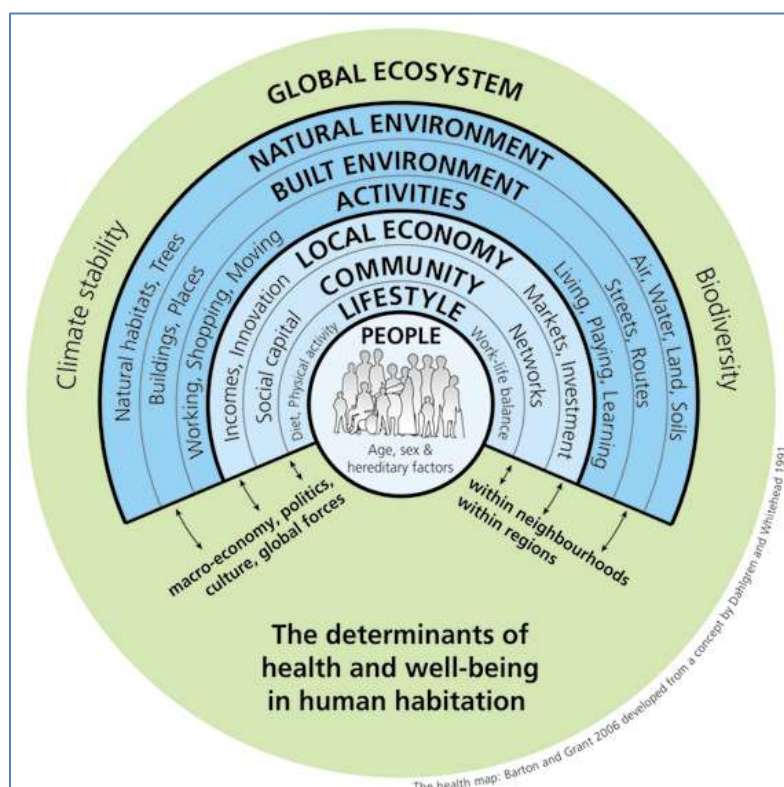 GLOBAL ECOSYSTEM
NATURAL ENVIRONMENT
BUILT ENVIRONMENT
ACTIVITIES
LOCAL ECONOMY
COMMUNITY
LIFESTYLE
PEOPLE
Age, sex &
hereditary factors
Climate stability
Natural habitats, Trees
Buildings, Places
Working, Shopping, Moving
Incomes, Innovation
Social capital
Diet, Physical activity
Work-life balance
Networks
Markets, Investment
Living, Playing, Learning
Streets, Routes
Air, Water, Land, Soils
Biodiversity
macro-economy, politics,
culture, global forces
within neighbourhoods
within regions
The determinants of
health and well-being
in human habitation
The health map: Barton and Grant 2006 developed from a concept by Dahlgren and Whitehead 1991